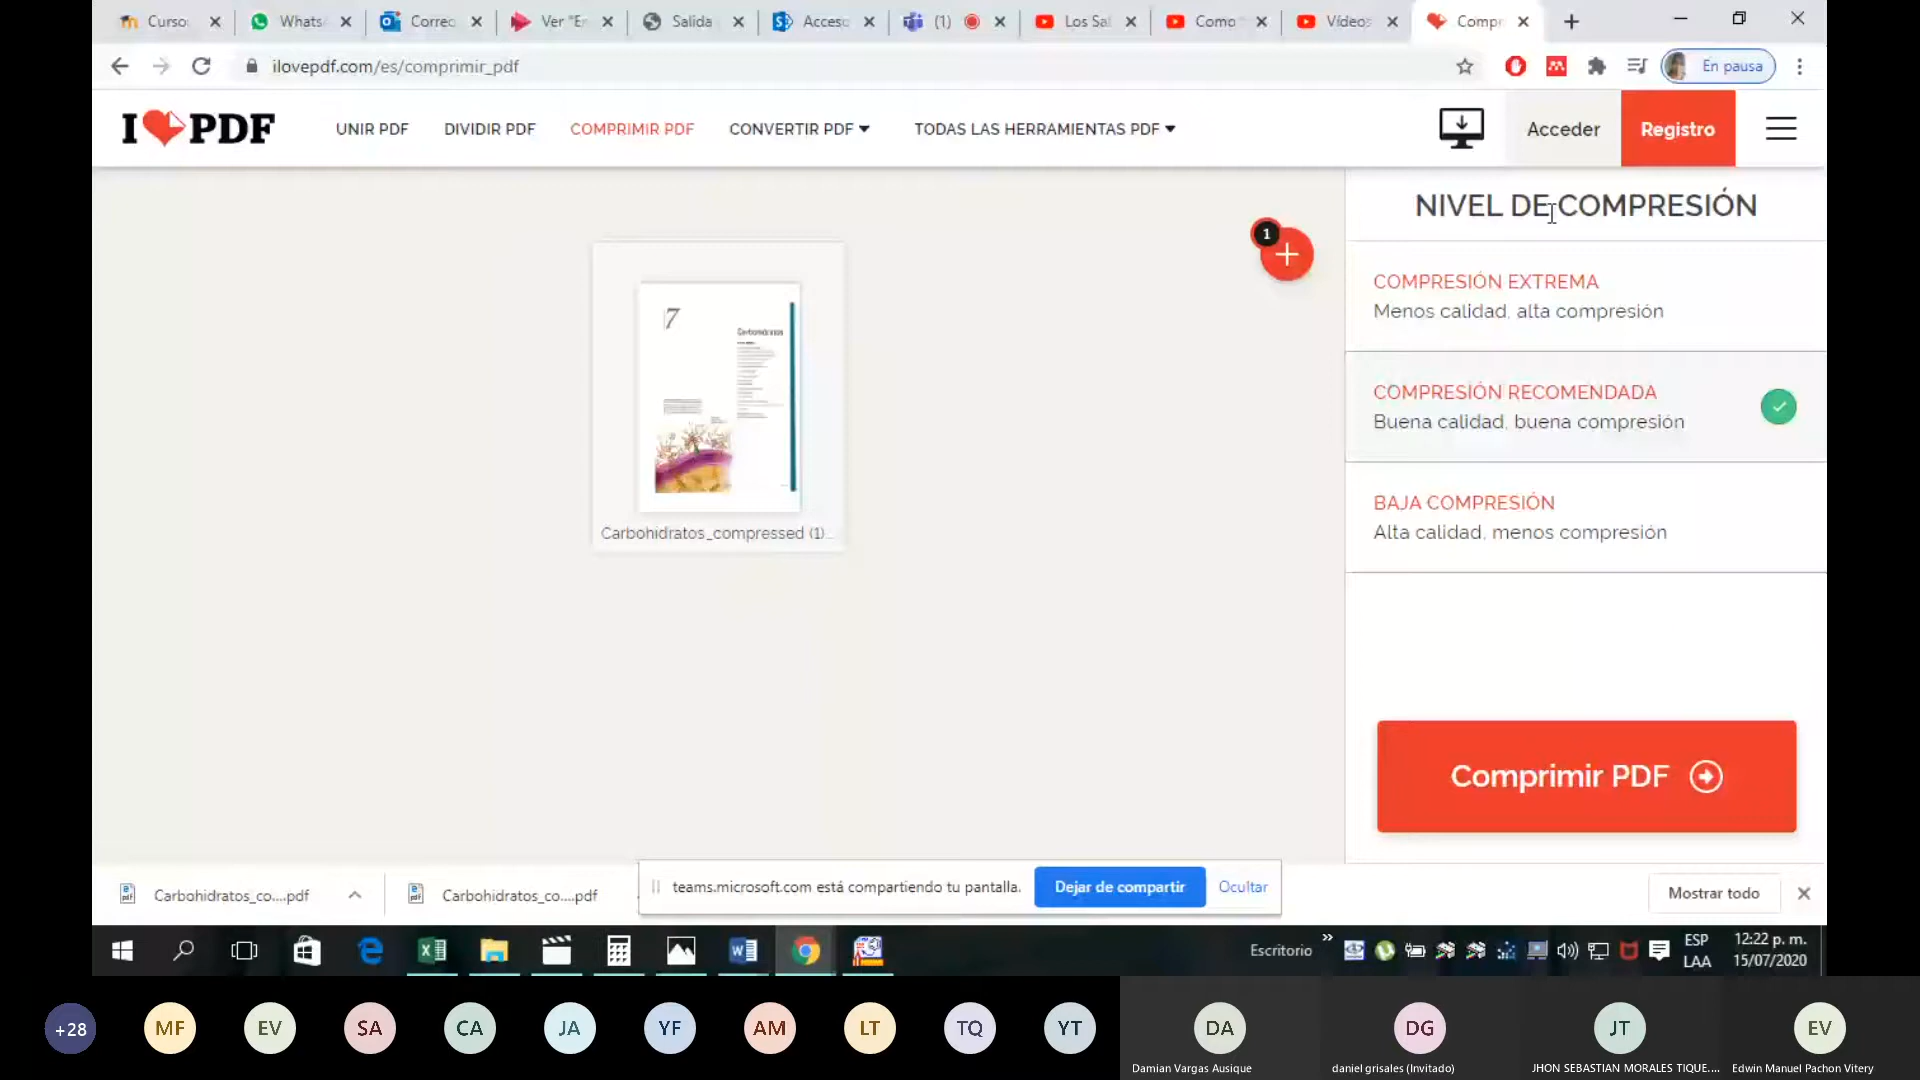 Curso
Whats
Correo
Ver "E
Salida
Acceso
(1)
Los Sal
Como
Vídeos
Comp
ilovepdf.com/es/comprimir_pdf
En pausa
I PDF
UNIR PDF
DIVIDIR PDF
COMPRIMIR PDF
CONVERTIR PDF
TODAS LAS HERRAMIENTAS PDF
Acceder
Registro
NIVEL DE COMPRESIÓN
1
COMPRESIÓN EXTREMA
Menos calidad, alta compresión
7
Carbohidratos
COMPRESIÓN RECOMENDADA
Buena calidad, buena compresión
BAJA COMPRESIÓN
Alta calidad, menos compresión
Carbohidratos_compressed (1)...
Comprimir PDF
Carbohidratos_co....pdf
Carbohidratos_co....pdf
teams.microsoft.com está compartiendo tu pantalla.
Dejar de compartir
Ocultar
Mostrar todo
Escritorio
ESP
LAA
12:22 p. m.
15/07/2020
+28
MF
EV
SA
CA
JA
YF
AM
LT
TQ
YT
DA
DG
JT
EV
Damian Vargas Ausique
daniel grisales (Invitado)
JHON SEBASTIAN MORALES TIQUE....
Edwin Manuel Pachon Vitery